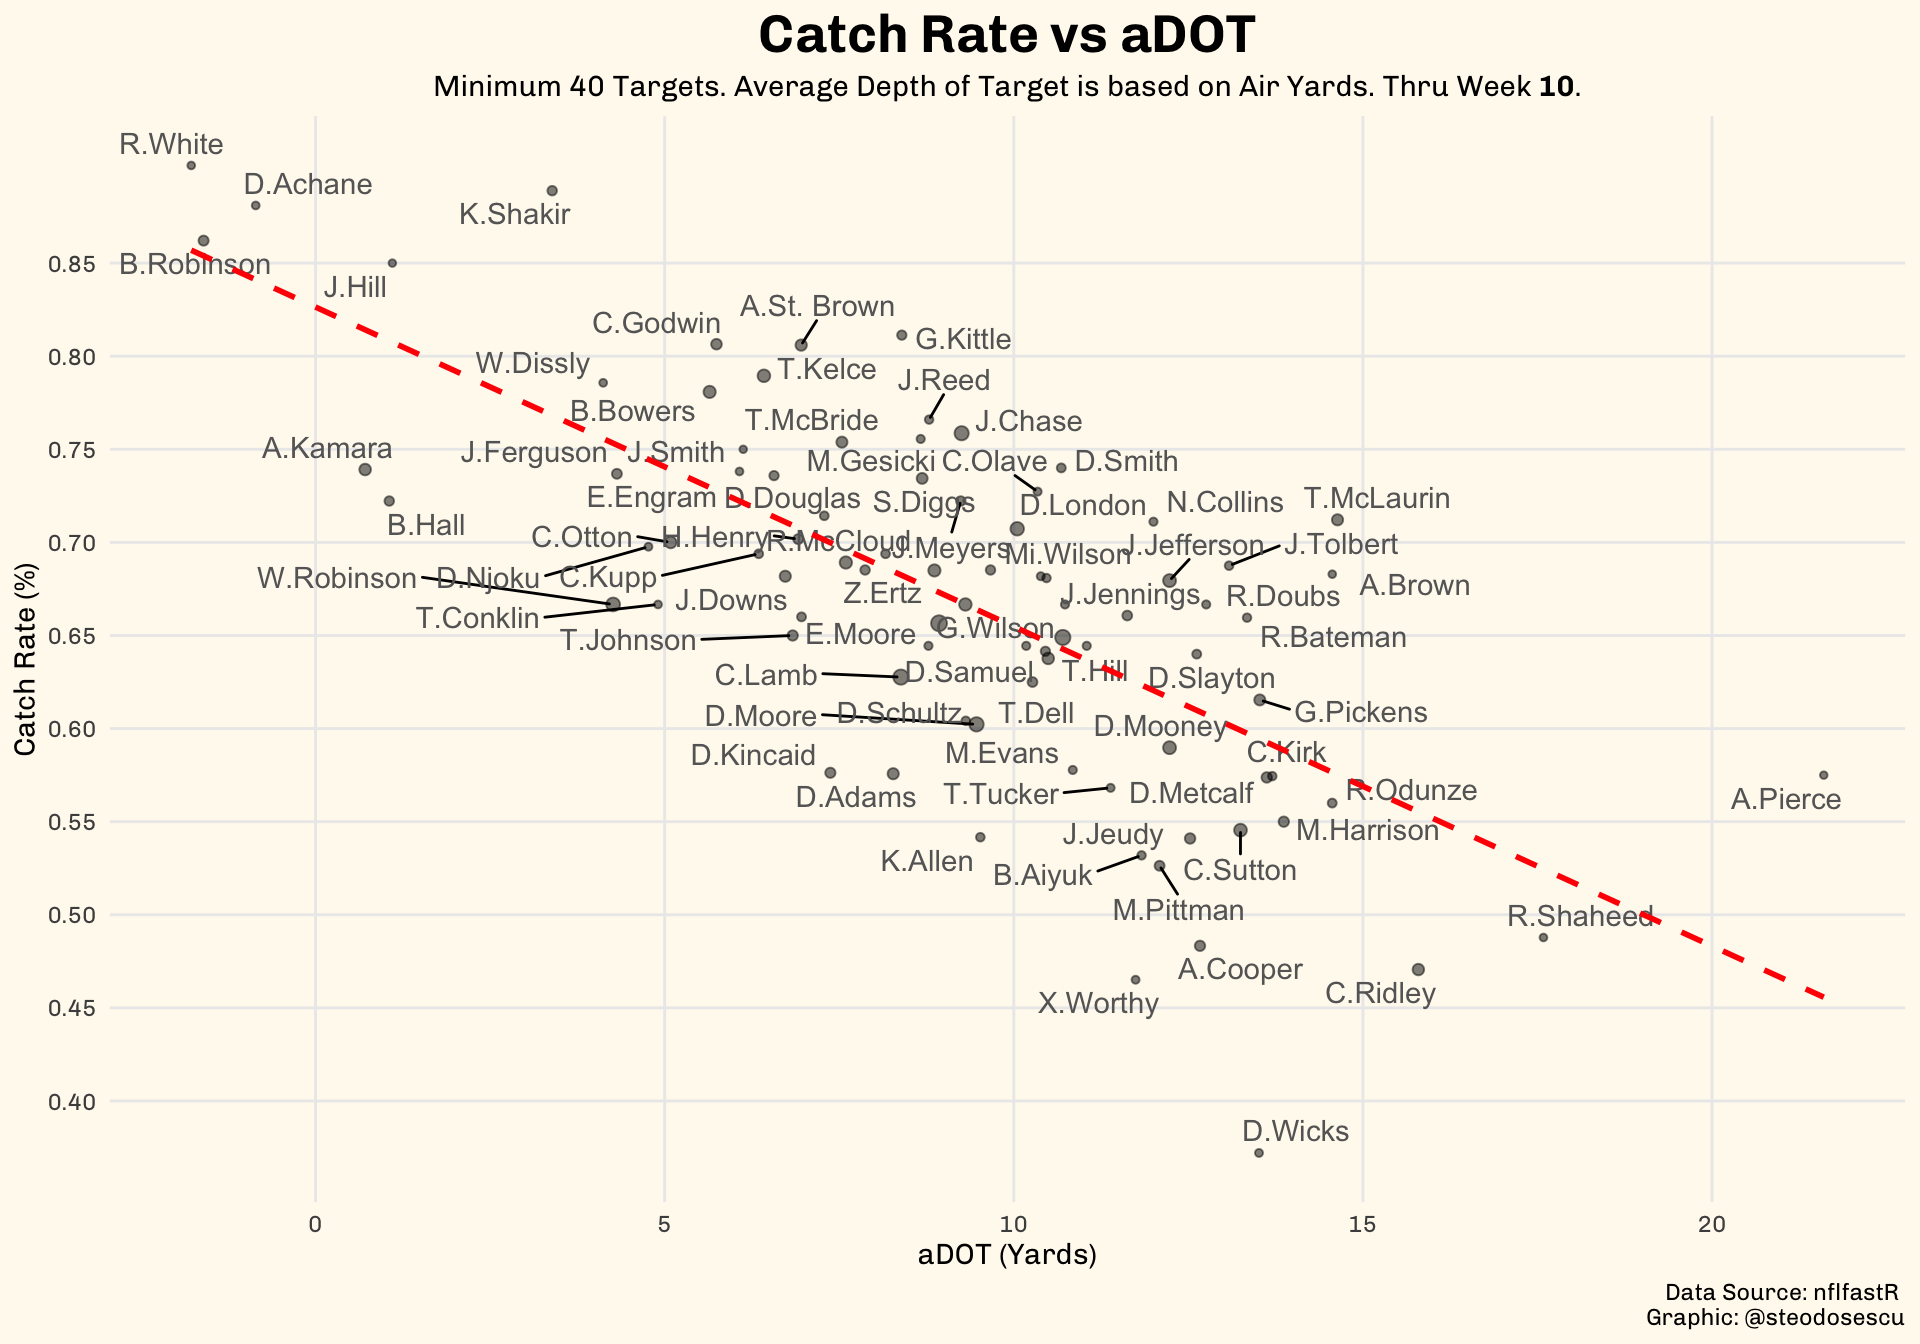 Catch Rate vs aDOT
Minimum 40 Targets. Average Depth of Target is based on Air Yards. Thru Week 10.
R.White
D.Achane
K.Shakir
B.Robinson
J.Hill
A.St. Brown
C.Godwin
G.Kittle
W.Dissly
T.Kelce
J.Reed
B.Bowers
T.McBride
J.Chase
A.Kamara
J.Ferguson
J.Smith
M.Gesicki
C.Olave
D.Smith
E.Engram
D.Douglas
S.Diggs
D.London
N.Collins
T.McLaurin
B.Hall
C.Otton
H.Henry
R.McCloud
J.Meyers
Mi.Wilson
J.Jefferson
J.Tolbert
W.Robinson
D.Njoku
C.Kupp
Z.Ertz
J.Jennings
R.Doubs
A.Brown
T.Conklin
J.Downs
T.Johnson
E.Moore
G.Wilson
R.Bateman
C.Lamb
D.Samuel
T.Hill
D.Slayton
D.Moore
D.Schultz
T.Dell
D.Mooney
G.Pickens
D.Kincaid
M.Evans
C.Kirk
D.Adams
T.Tucker
D.Metcalf
R.Odunze
A.Pierce
J.Jeudy
M.Harrison
K.Allen
B.Aiyuk
C.Sutton
M.Pittman
R.Shaheed
A.Cooper
C.Ridley
X.Worthy
D.Wicks
0.85
0.80
0.75
0.70
0.65
0.60
0.55
0.50
0.45
0.40
Catch Rate (%)
0 5 10 15 20
aDOT (Yards)
Data Source: nflfastR
Graphic: @steodosescu